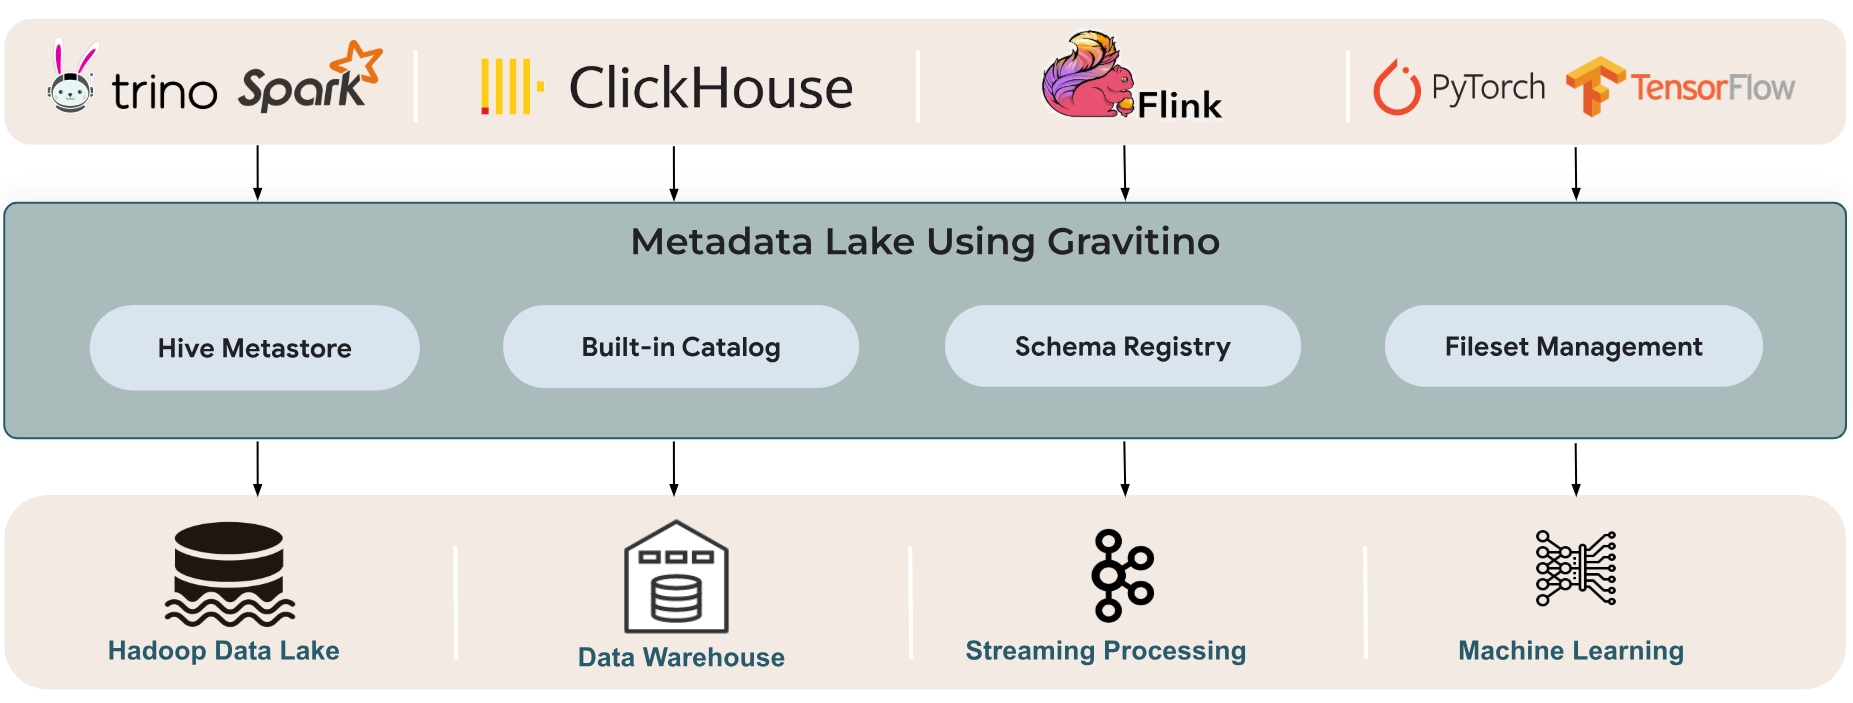 trino Spark ClickHouse Flink PyTorch TensorFlow
Metadata Lake Using Gravitino
Hive Metastore Built-in Catalog Schema Registry Fileset Management
Hadoop Data Lake Data Warehouse Streaming Processing Machine Learning